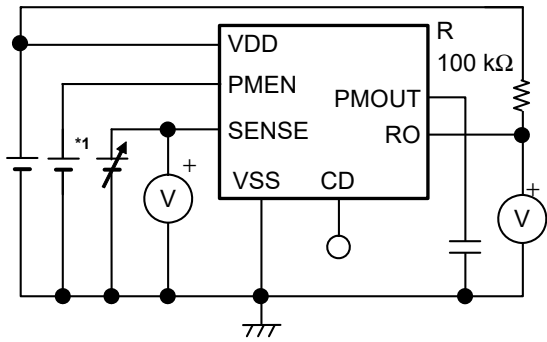 R
VDD
100 kΩ
PMEN
PMOUT
*1
SENSE
RO
+
+
V
V
VSS
CD